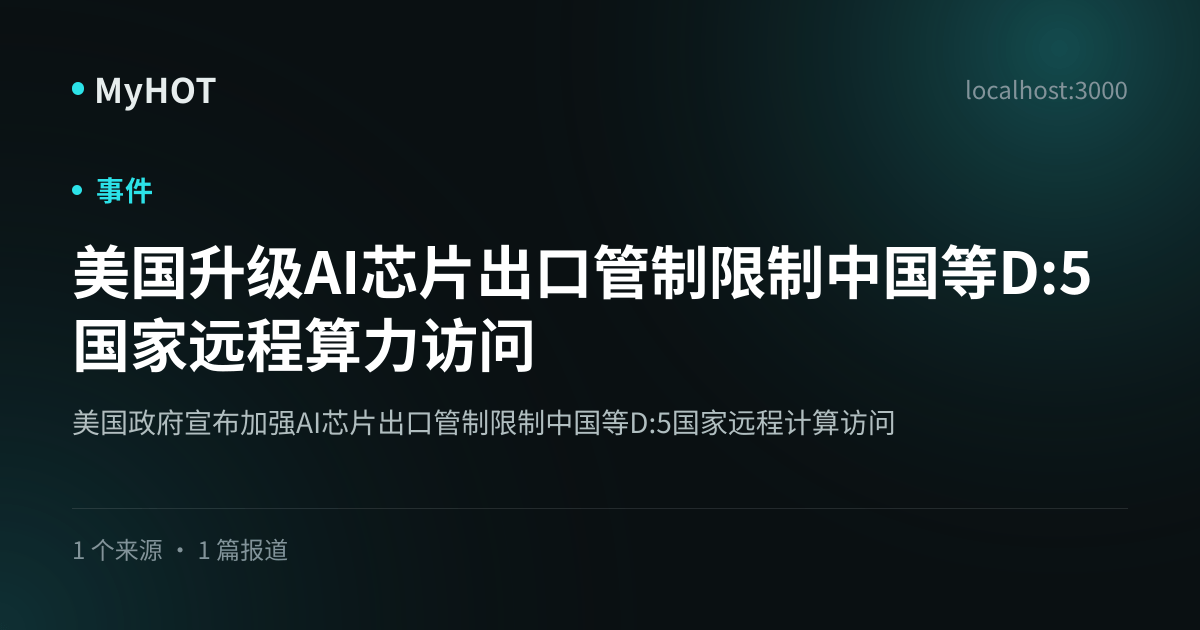 MyHOT
localhost:3000
事件
美国升级AI芯片出口管制限制中国等D:5
国家远程算力访问
美国政府宣布加强AI芯片出口管制限制中国等D:5国家远程计算访问
1 个来源 · 1 篇报道